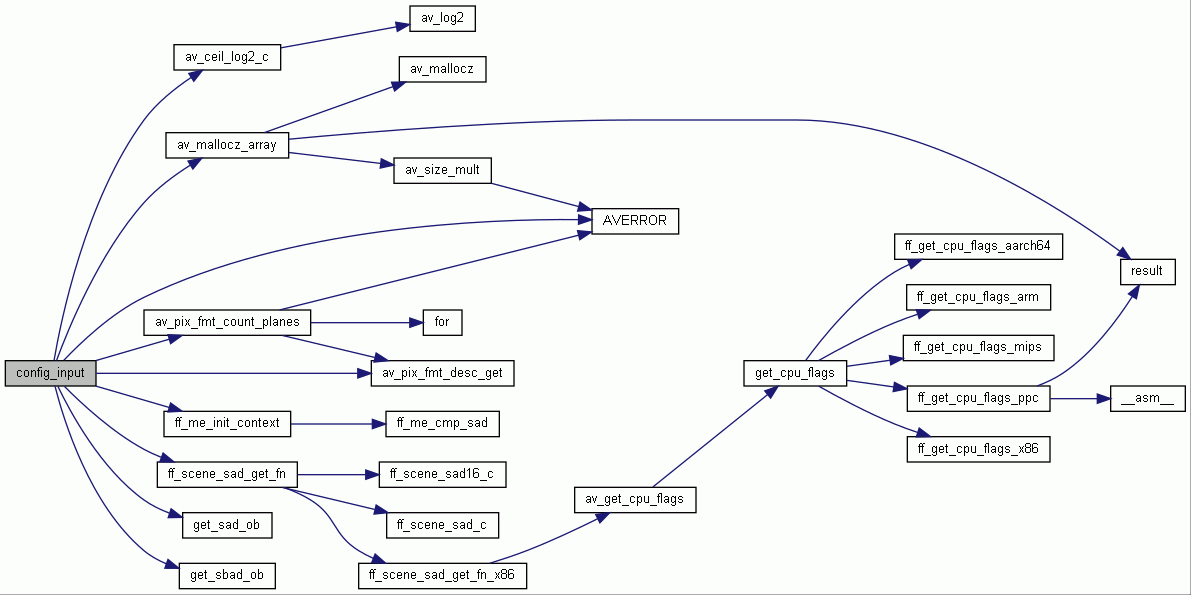 av_log2
av_ceil_log2_c
av_mallocz
av_mallocz_array
av_size_mult
AVERROR
ff_get_cpu_flags_aarch64
result
ff_get_cpu_flags_arm
av_pix_fmt_count_planes
for
ff_get_cpu_flags_mips
config_input
av_pix_fmt_desc_get
get_cpu_flags
ff_get_cpu_flags_ppc
__asm__
ff_me_init_context
ff_me_cmp_sad
ff_get_cpu_flags_x86
ff_scene_sad_get_fn
ff_scene_sad16_c
av_get_cpu_flags
get_sad_ob
ff_scene_sad_c
get_sbad_ob
ff_scene_sad_get_fn_x86